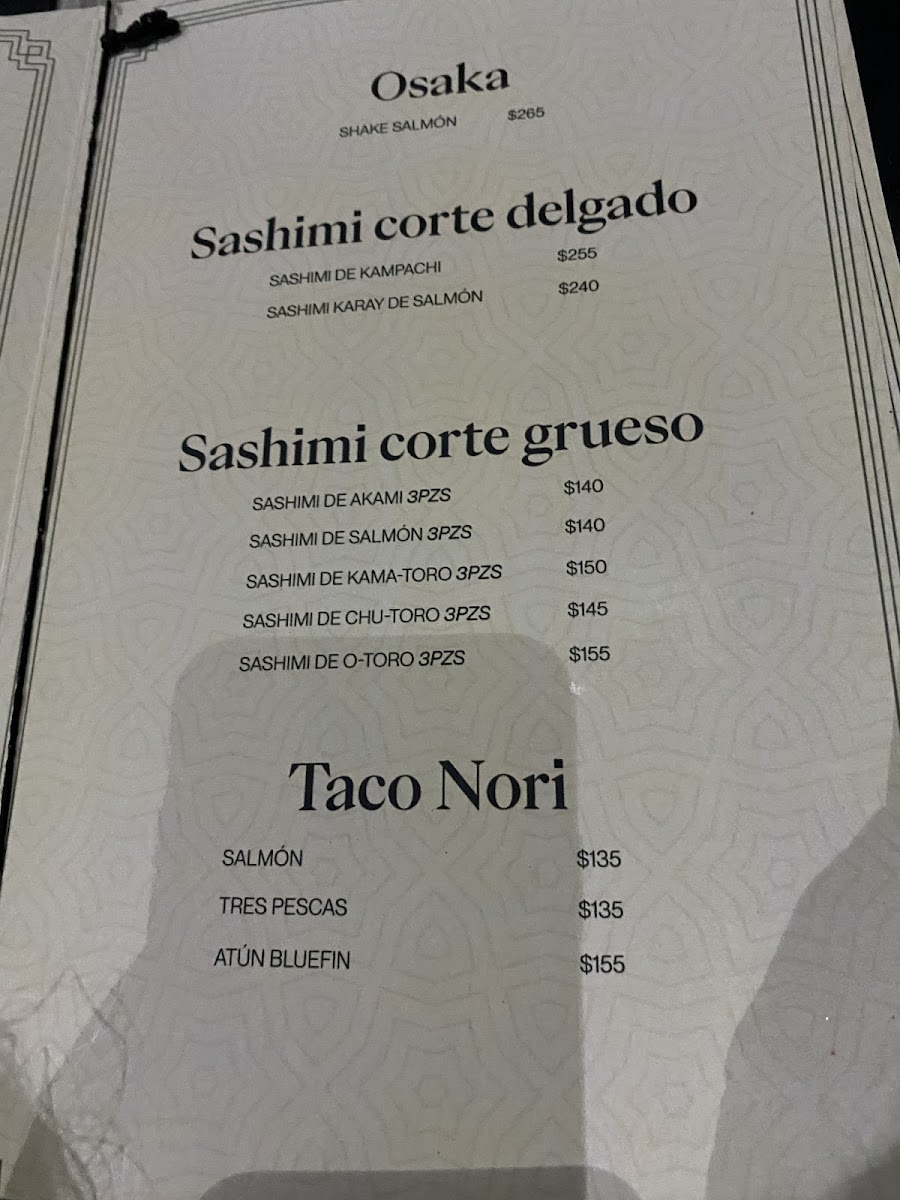 Osaka
SHAKE SALMÓN $265
Sashimi corte delgado
SASHIMI DE KAMPACHI $255
SASHIMI KARAY DE SALMÓN $240
Sashimi corte grueso
SASHIMI DE AKAMI 3PZS $140
SASHIMI DE SALMÓN 3PZS $140
SASHIMI DE KAMA-TORO 3PZS $150
SASHIMI DE CHU-TORO 3PZS $145
SASHIMI DE O-TORO 3PZS $155
Taco Nori
SALMÓN $135
TRES PESCAS $135
ATÚN BLUEFIN $155